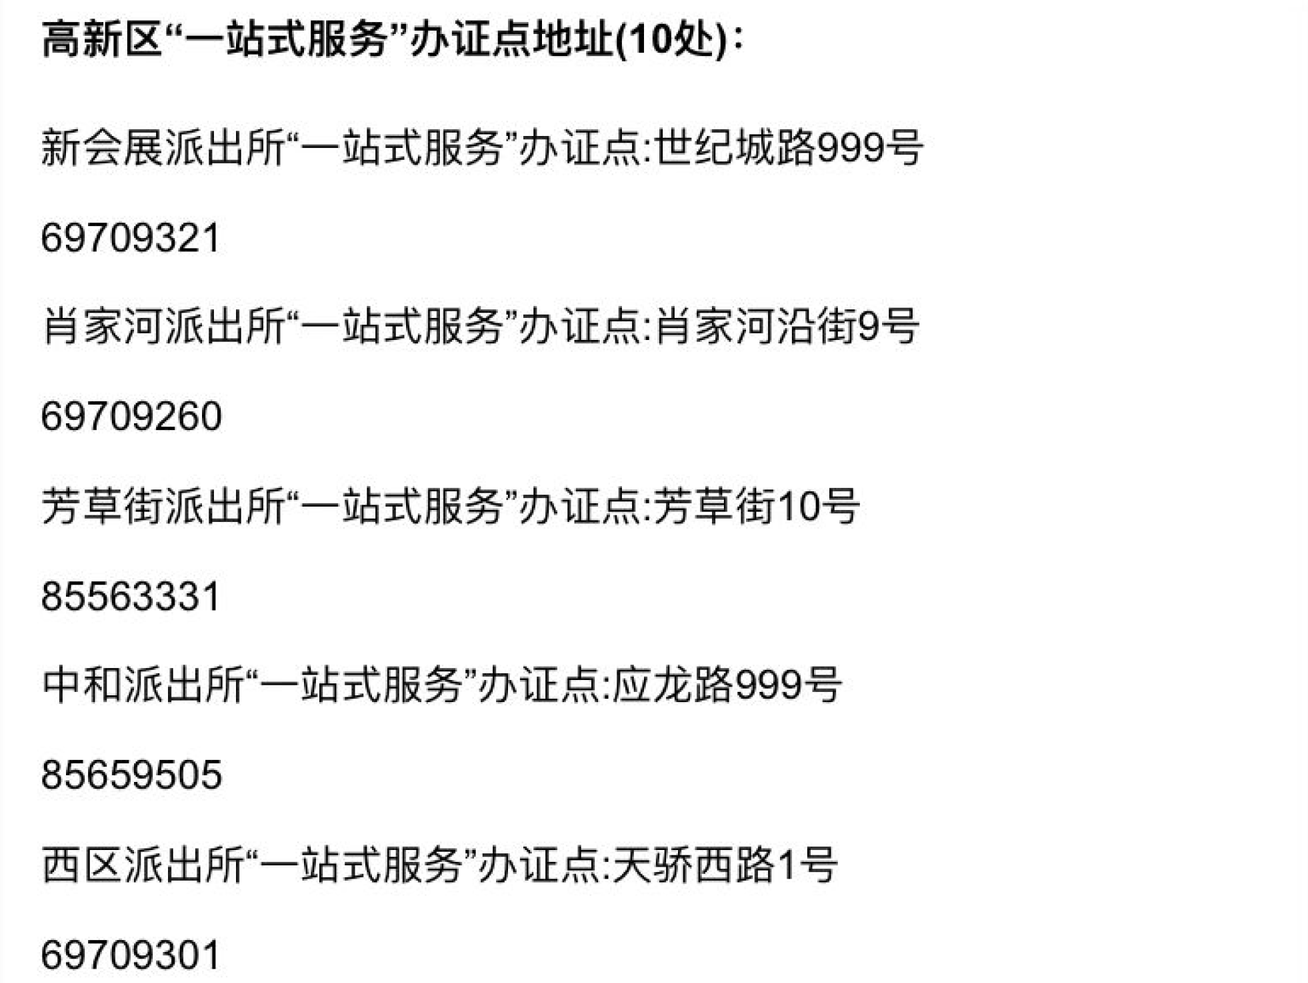 高新区“一站式服务”办证点地址(10处)：
新会展派出所“一站式服务”办证点:世纪城路999号
69709321
肖家河派出所“一站式服务”办证点:肖家河沿街9号
69709260
芳草街派出所“一站式服务”办证点:芳草街10号
85563331
中和派出所“一站式服务”办证点:应龙路999号
85659505
西区派出所“一站式服务”办证点:天骄西路1号
69709301